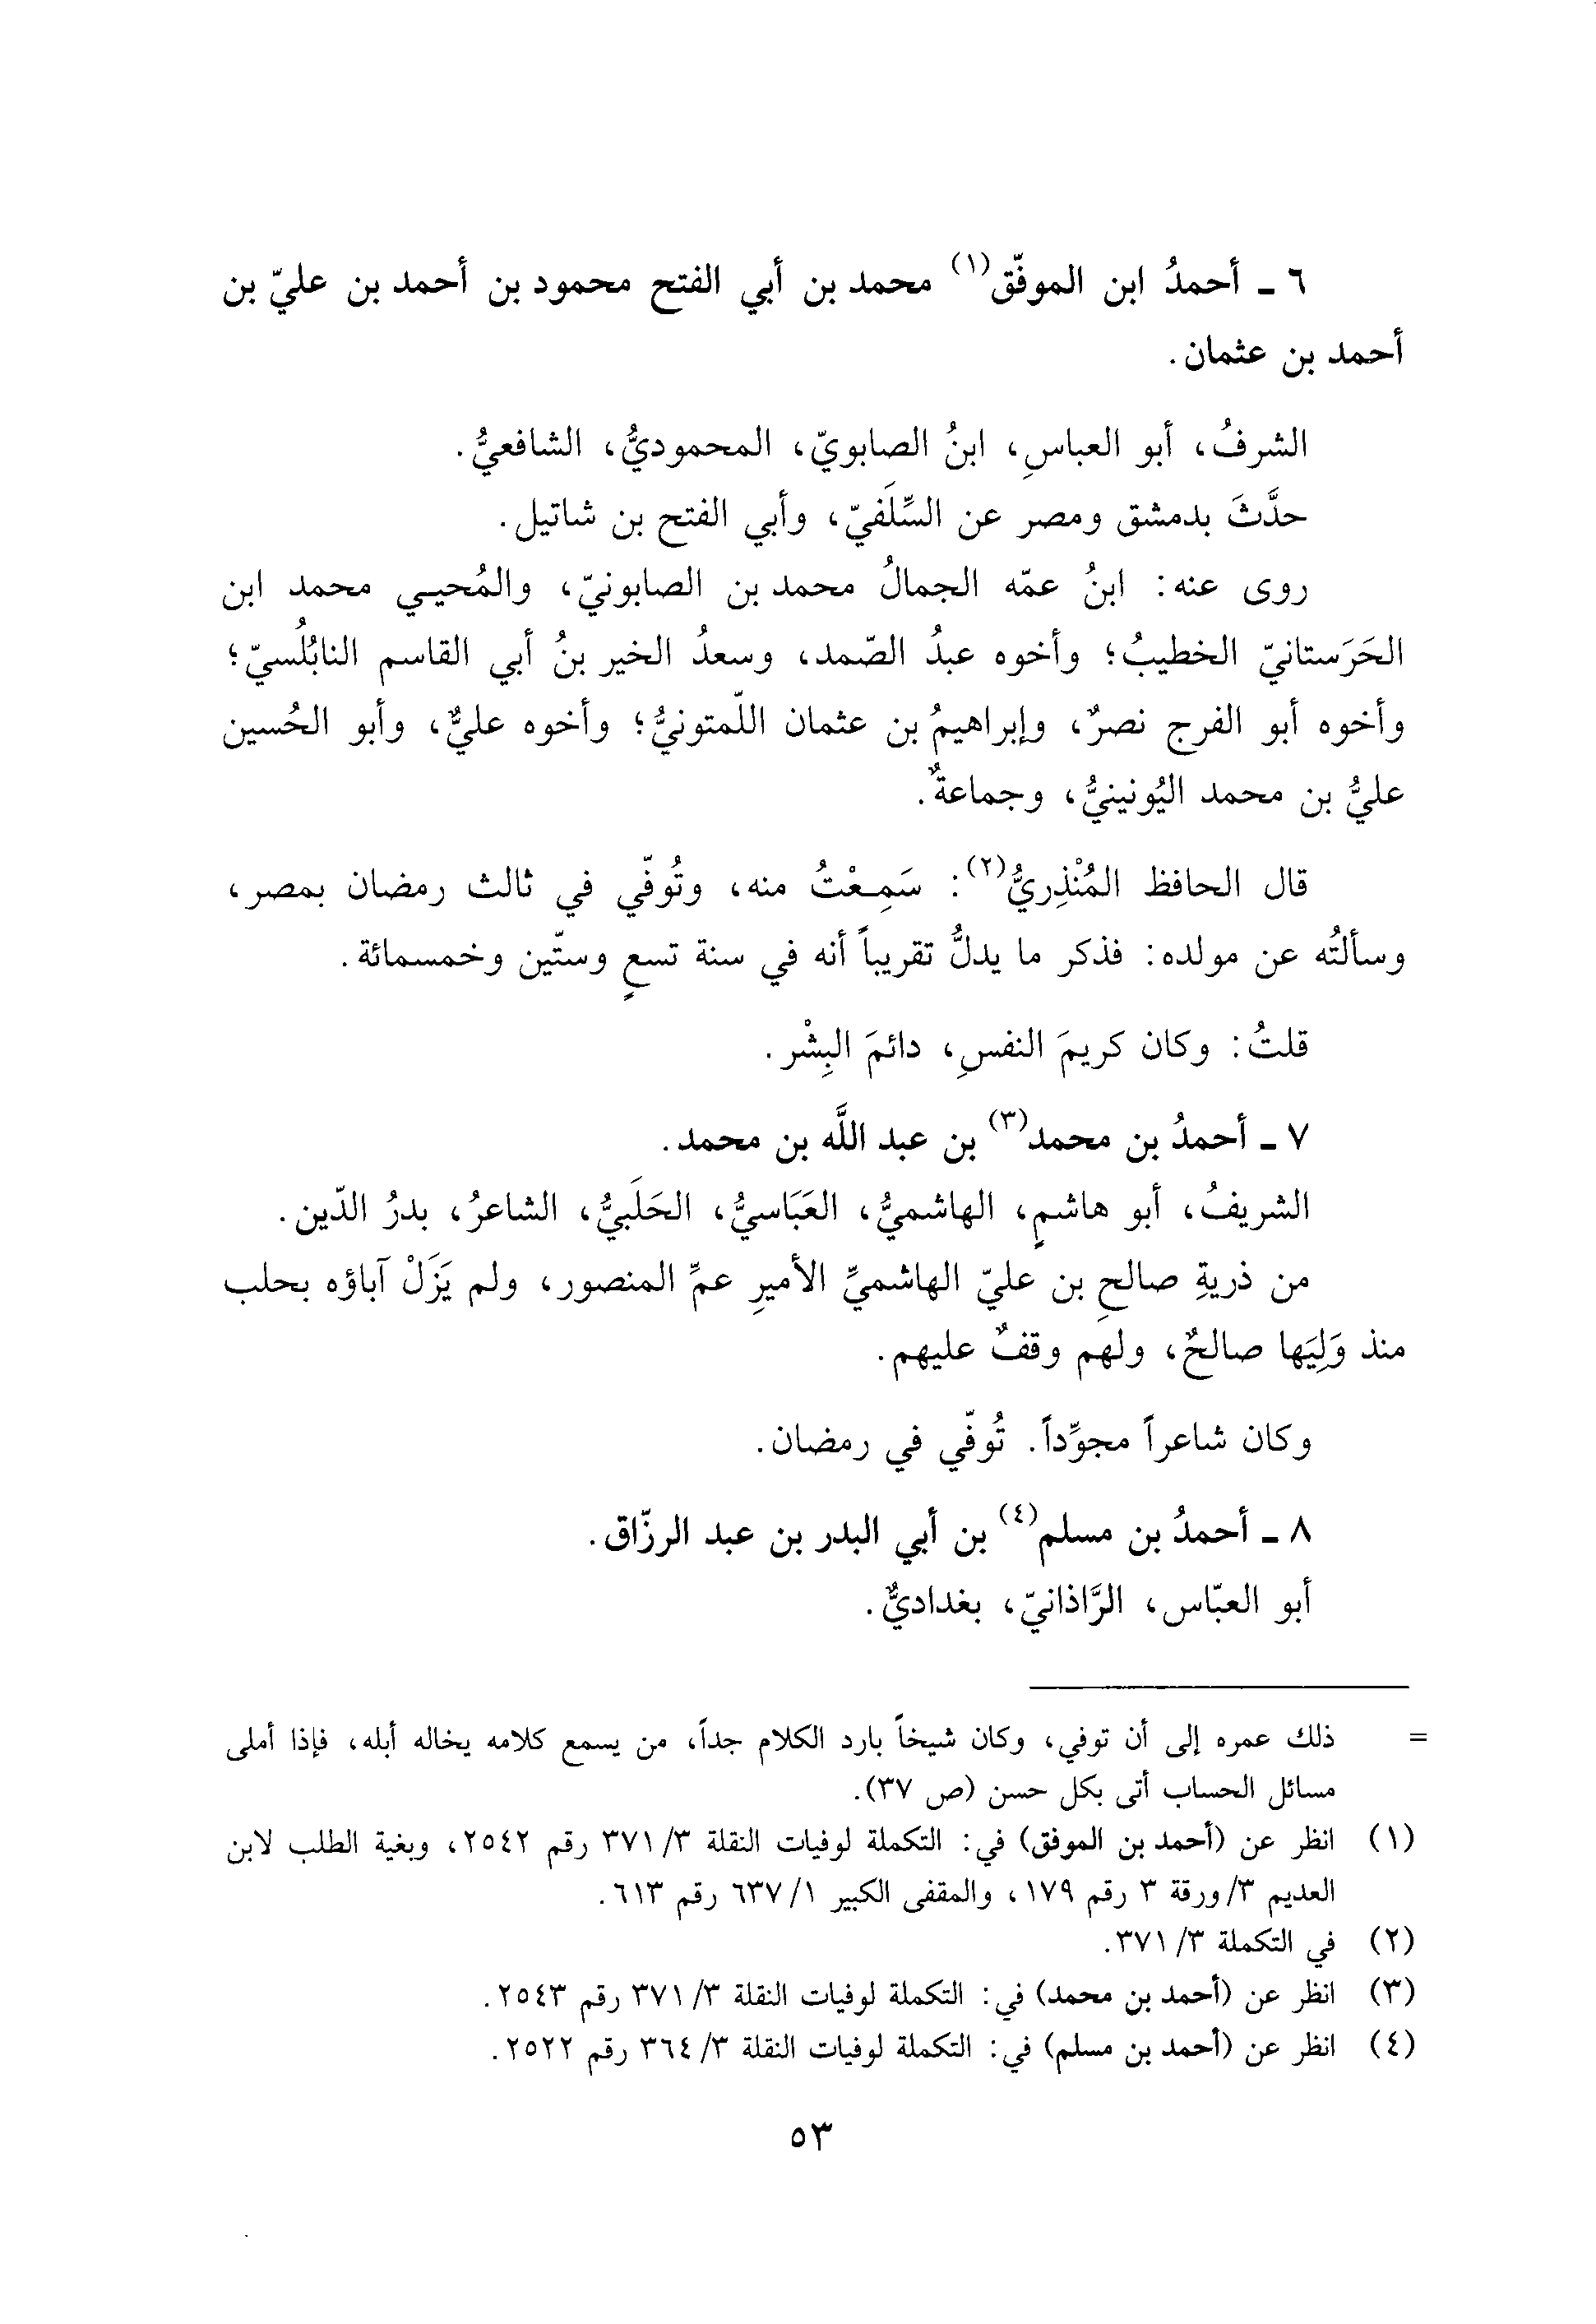 ٦ ـ أحمدُ ابن الموفّق(١) محمد بن أبي الفتح محمود بن أحمد بن عليّ بن
أحمد بن عثمان.
الشرفُ، أبو العباسِ، ابنُ الصابويّ، المحموديُّ، الشافعيُّ.
حدَّثَ بدمشق ومصر عن السِّلَفيّ، وأبي الفتح بن شاتيل.
روى عنه: ابنُ عمّه الجمالُ محمد بن الصابونيّ، والمُحيـي محمد ابن
الحَرَستانيّ الخطيبُ؛ وأخوه عبدُ الصّمد، وسعدُ الخير بنُ أبي القاسم النابُلُسيّ؛
وأخوه أبو الفرج نصرٌ، وإبراهيمُ بن عثمان اللّمتونيُّ؛ وأخوه عليٌّ، وأبو الحُسين
عليُّ بن محمد اليُونينيُّ، وجماعةٌ.
قال الحافظ المُنْذِريُّ(٢): سَمِـعْتُ منه، وتُوفّي في ثالث رمضان بمصر،
وسألتُه عن مولده: فذكر ما يدلُّ تقريباً أنه في سنة تسعٍ وستّين وخمسمائة.
قلتُ: وكان كريمَ النفسِ، دائمَ البِشْر.
٧ ـ أحمدُ بن محمد(٣) بن عبد اللَّه بن محمد.
الشريفُ، أبو هاشمٍ، الهاشميُّ، العَبَاسيُّ، الحَلَبيُّ، الشاعرُ، بدرُ الدّين.
من ذريةِ صالحِ بن عليّ الهاشميِّ الأميرِ عمِّ المنصور، ولم يَزَلْ آباؤه بحلب
منذ وَلِيَها صالحٌ، ولهم وقفٌ عليهم.
وكان شاعراً مجوِّداً. تُوفّي في رمضان.
٨ ـ أحمدُ بن مسلم(٤) بن أبي البدر بن عبد الرزّاق.
أبو العبّاس، الرَّاذانيّ، بغداديٌّ.
= ذلك عمره إلى أن توفي، وكان شيخاً بارد الكلام جداً، من يسمع كلامه يخاله أبله، فإذا أملى
مسائل الحساب أتى بكل حسن (ص ٣٧).
(١) انظر عن (أحمد بن الموفق) في: التكملة لوفيات النقلة ٣/ ٣٧١ رقم ٢٥٤٢، وبغية الطلب لابن
العديم ٣/ ورقة ٣ رقم ١٧٩، والمقفى الكبير ١/ ٦٣٧ رقم ٦١٣.
(٢) في التكملة ٣/ ٣٧١.
(٣) انظر عن (أحمد بن محمد) في: التكملة لوفيات النقلة ٣/ ٣٧١ رقم ٢٥٤٣.
(٤) انظر عن (أحمد بن مسلم) في: التكملة لوفيات النقلة ٣/ ٣٦٤ رقم ٢٥٢٢.
٥٣